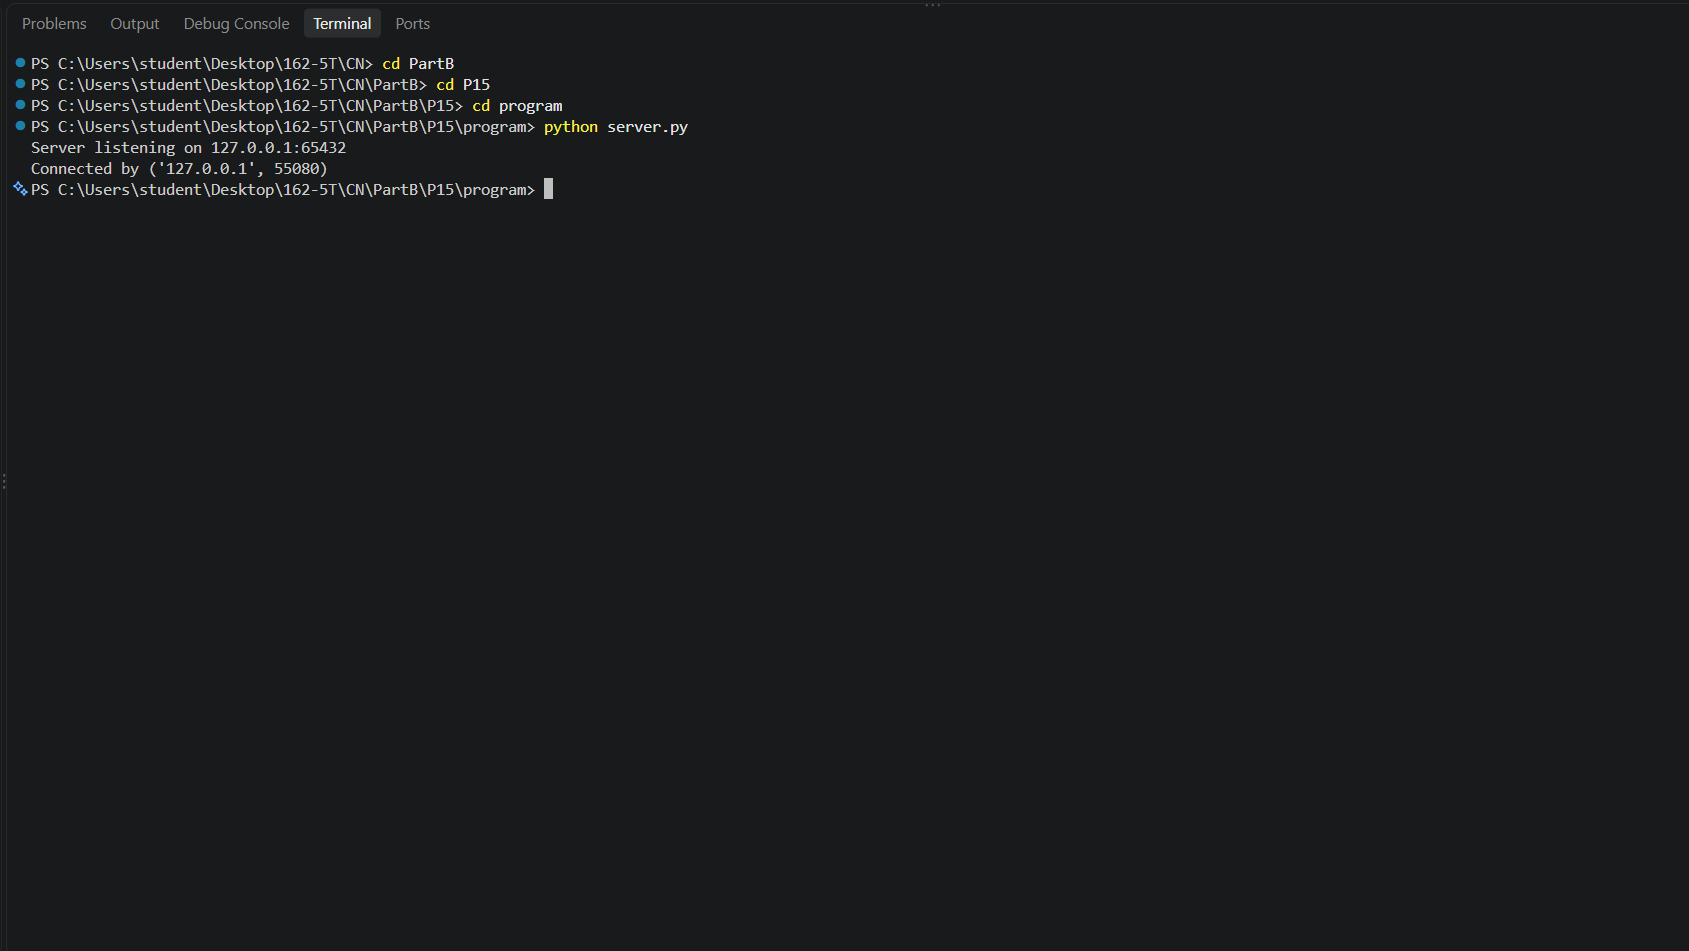 Problems Output Debug Console Terminal Ports
PS C:\Users\student\Desktop\162-5T\CN> cd PartB
PS C:\Users\student\Desktop\162-5T\CN\PartB> cd P15
PS C:\Users\student\Desktop\162-5T\CN\PartB\P15> cd program
PS C:\Users\student\Desktop\162-5T\CN\PartB\P15\program> python server.py
Server listening on 127.0.0.1:65432
Connected by ('127.0.0.1', 55080)
PS C:\Users\student\Desktop\162-5T\CN\PartB\P15\program>